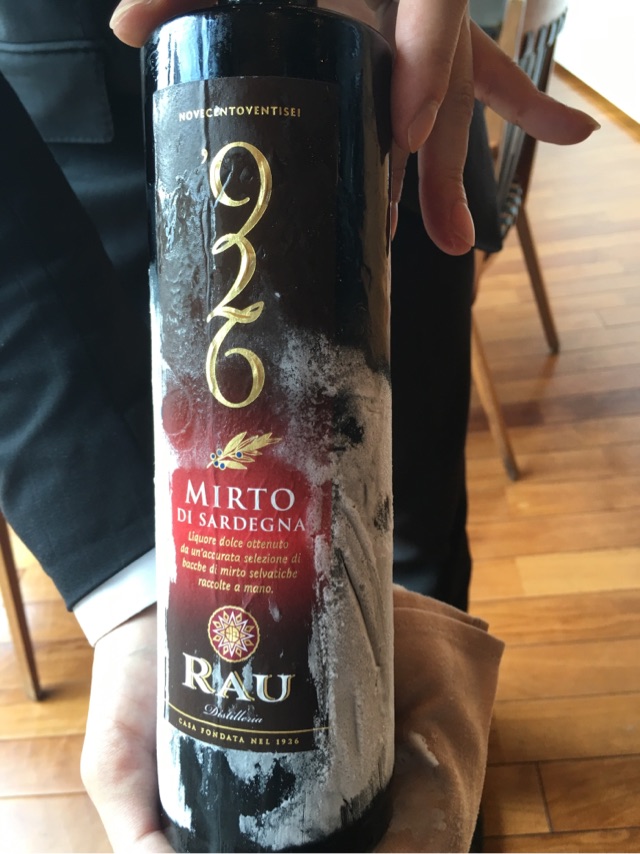 NOVECENTOVENTISEI
'926
MIRTO
DI SARDEGNA
Liquore dolce ottenuto
da un'accurata selezione di
bacche di mirto selvatiche
raccolte a mano.
RAU
Distilleria
CASA FONDATA NEL 1936